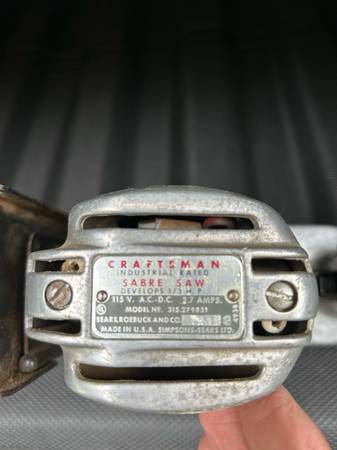 CRAFTSMAN
INDUSTRIAL RATED
SABRE SAW
DEVELOPS 1/3 H.P.
115 V. A.C.-D.C. 2.7 AMPS.
MODEL NO. 315.27985
SEARS, ROEBUCK AND CO.
MADE IN U.S.A. SIMPSONS-SEARS LTD.